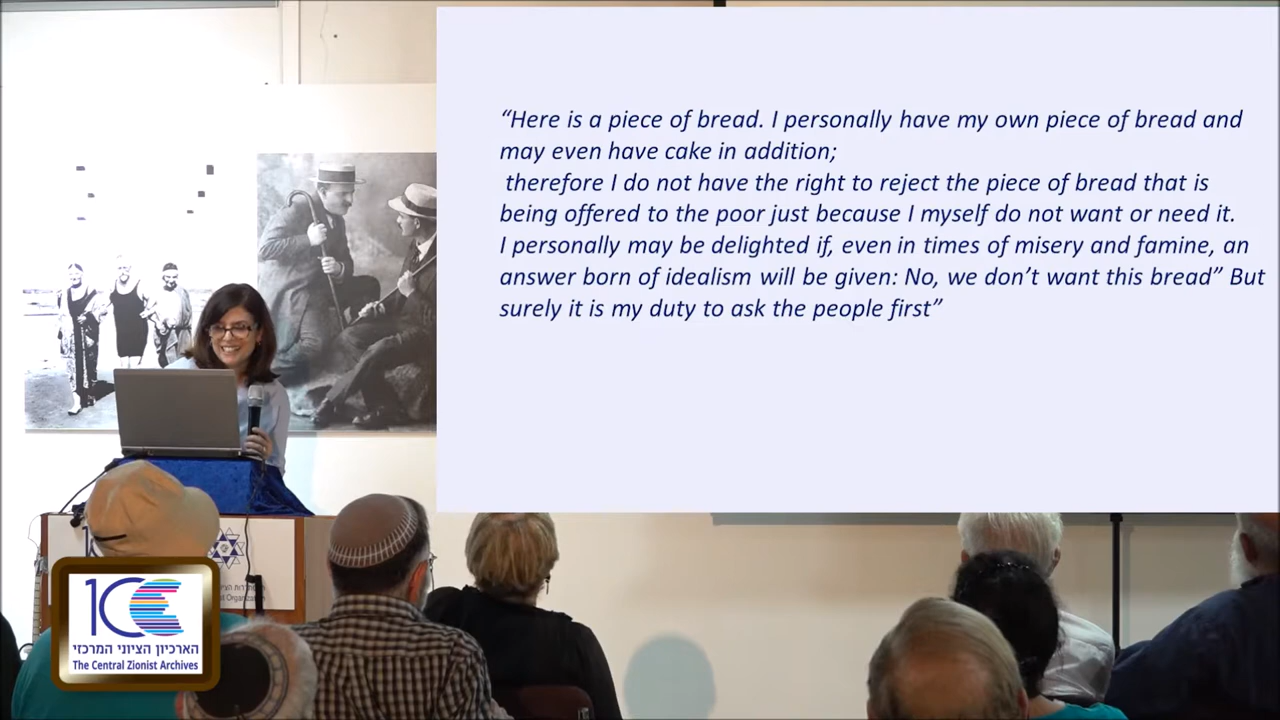 “Here is a piece of bread. I personally have my own piece of bread and
may even have cake in addition;
therefore I do not have the right to reject the piece of bread that is
being offered to the poor just because I myself do not want or need it.
I personally may be delighted if, even in times of misery and famine, an
answer born of idealism will be given: No, we don’t want this bread” But
surely it is my duty to ask the people first”
10
הארכיון הציוני המרכזי
The Central Zionist Archives